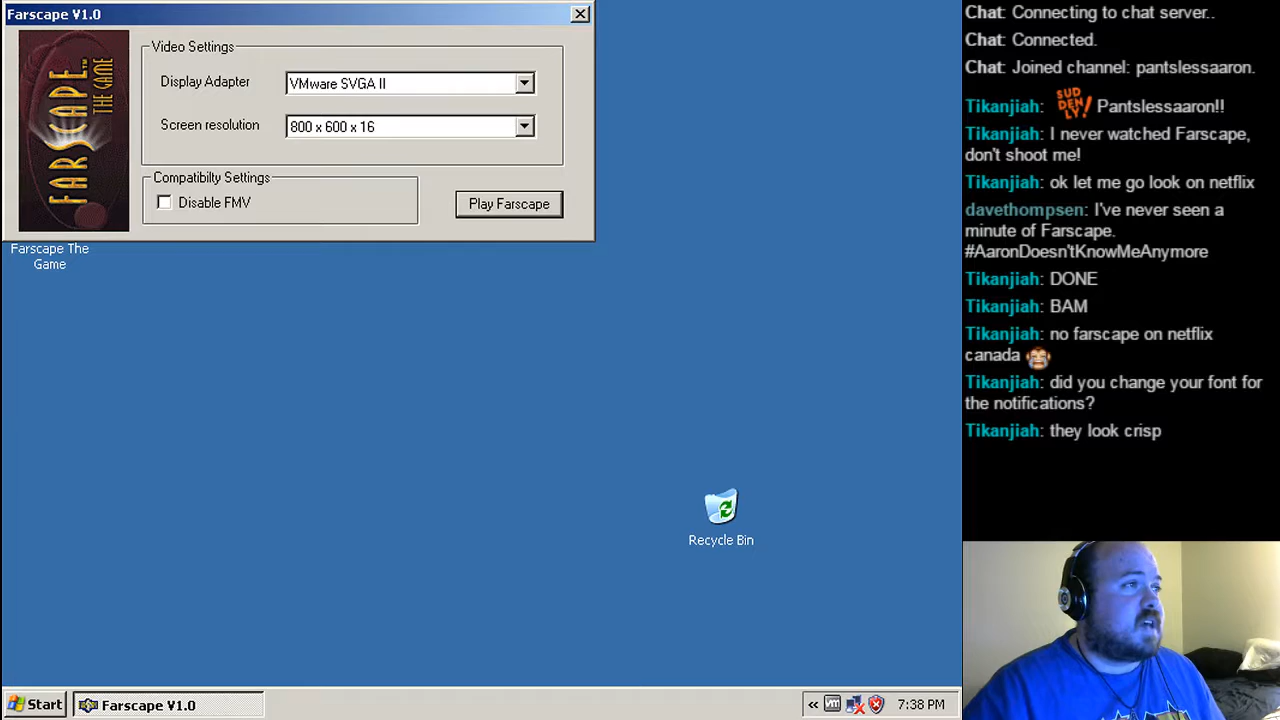 Farscape V1.0
FARSCAPE™
THE GAME
Video Settings
Display Adapter
VMware SVGA II
Screen resolution
800 x 600 x 16
Compatibilty Settings
Disable FMV
Play Farscape
Farscape The
Game
Recycle Bin
Start
Farscape V1.0
«
vm
7:38 PM
Chat: Connecting to chat server..
Chat: Connected.
Chat: Joined channel: pantslessaaron.
Tikanjiah: SUDDENLY! Pantslessaaron!!
Tikanjiah: I never watched Farscape,
don't shoot me!
Tikanjiah: ok let me go look on netflix
davethompsen: I've never seen a
minute of Farscape.
#AaronDoesn'tKnowMeAnymore
Tikanjiah: DONE
Tikanjiah: BAM
Tikanjiah: no farscape on netflix
canada
Tikanjiah: did you change your font for
the notifications?
Tikanjiah: they look crisp